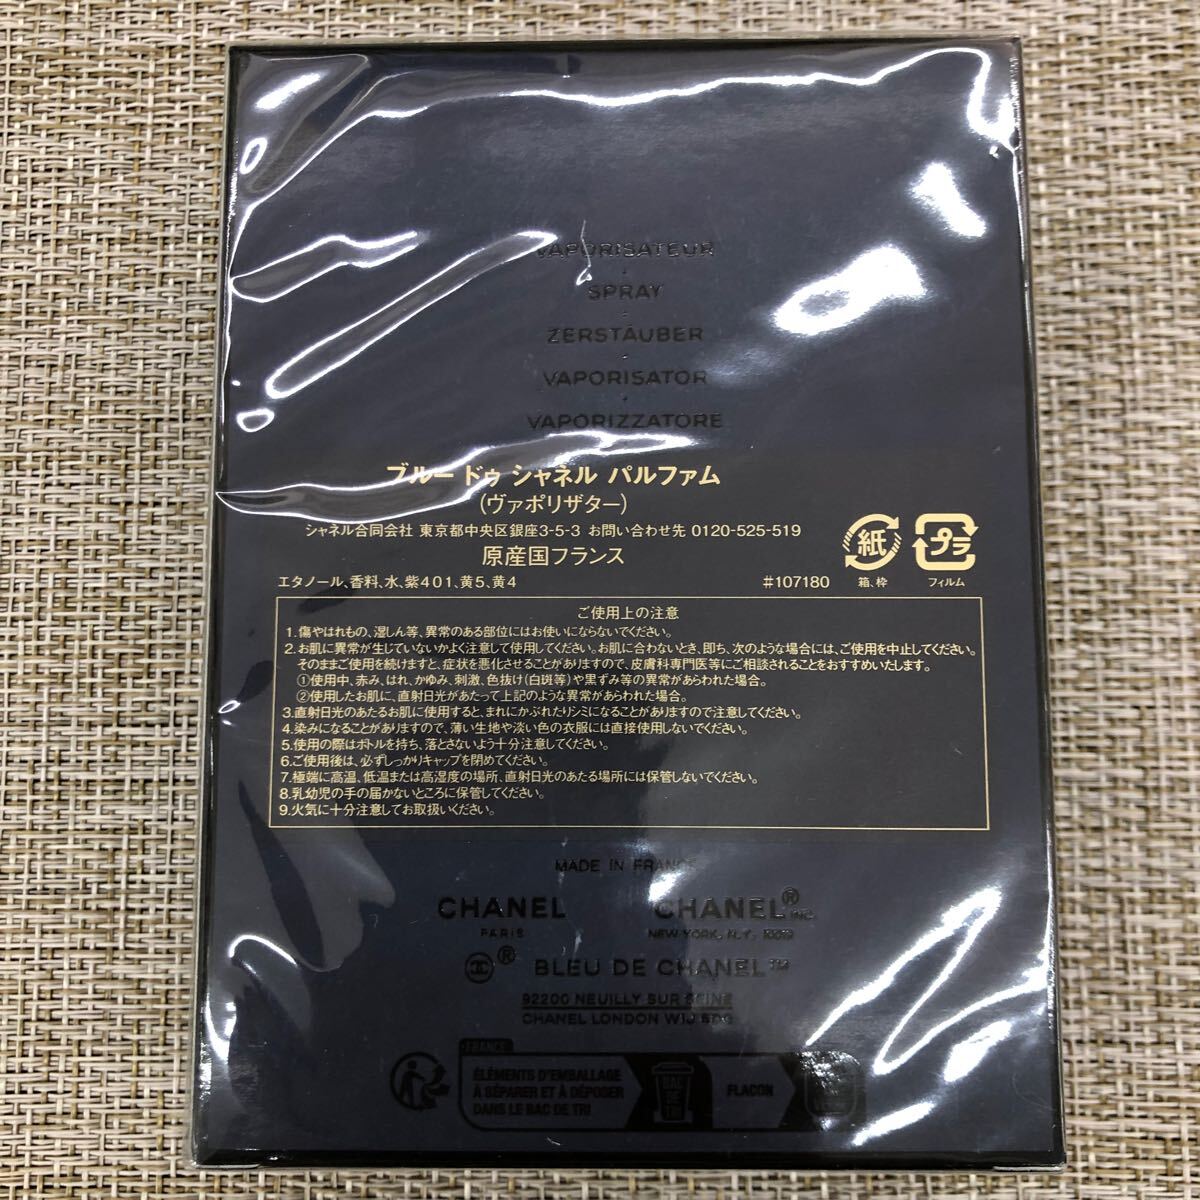 VAPORISATEUR
SPRAY
ZERSTÄUBER
VAPORISATOR
VAPORIZZATORE
ブルー ドゥ シャネル パルファム
(ヴァポリザター)
シャネル合同会社 東京都中央区銀座3-5-3 お問い合わせ先 0120-525-519
原産国フランス
エタノール、香料、水、紫401、黄5、黄4 #107180
紙
箱、枠
プラ
フィルム
ご使用上の注意
1.傷やはれもの、湿しん等、異常のある部位にはお使いにならないでください。
2.お肌に異常が生じていないかよく注意して使用してください。お肌に合わないとき、即ち、次のような場合には、ご使用を中止してください。
そのままご使用を続けますと、症状を悪化させることがありますので、皮膚科専門医等にご相談されることをおすすめいたします。
①使用中、赤み、はれ、かゆみ、刺激、色抜け(白斑等)や黒ずみ等の異常があらわれた場合。
②使用したお肌に、直射日光があたって上記のような異常があらわれた場合。
3.直射日光のあたるお肌に使用すると、まれにかぶれたりシミになることがありますので注意してください。
4.染みになることがありますので、薄い生地や淡い色の衣服には直接使用しないでください。
5.使用の際はボトルを持ち、落とさないよう十分注意してください。
6.ご使用後は、必ずしっかりキャップを閉めてください。
7.極端に高温、低温または高湿度の場所、直射日光のあたる場所には保管しないでください。
8.乳幼児の手の届かないところに保管してください。
9.火気に十分注意してお取扱いください。
MADE IN FRANCE
CHANEL
PARIS
CHANEL® INC.
NEW YORK, N.Y. 10019
® BLEU DE CHANEL™
92200 NEUILLY SUR SEINE
CHANEL LONDON W1J 6DG
FRANCE
ÉLÉMENTS D'EMBALLAGE
À SÉPARER ET À DÉPOSER
DANS LE BAC DE TRI
BAC
DE
TRI
FLACON